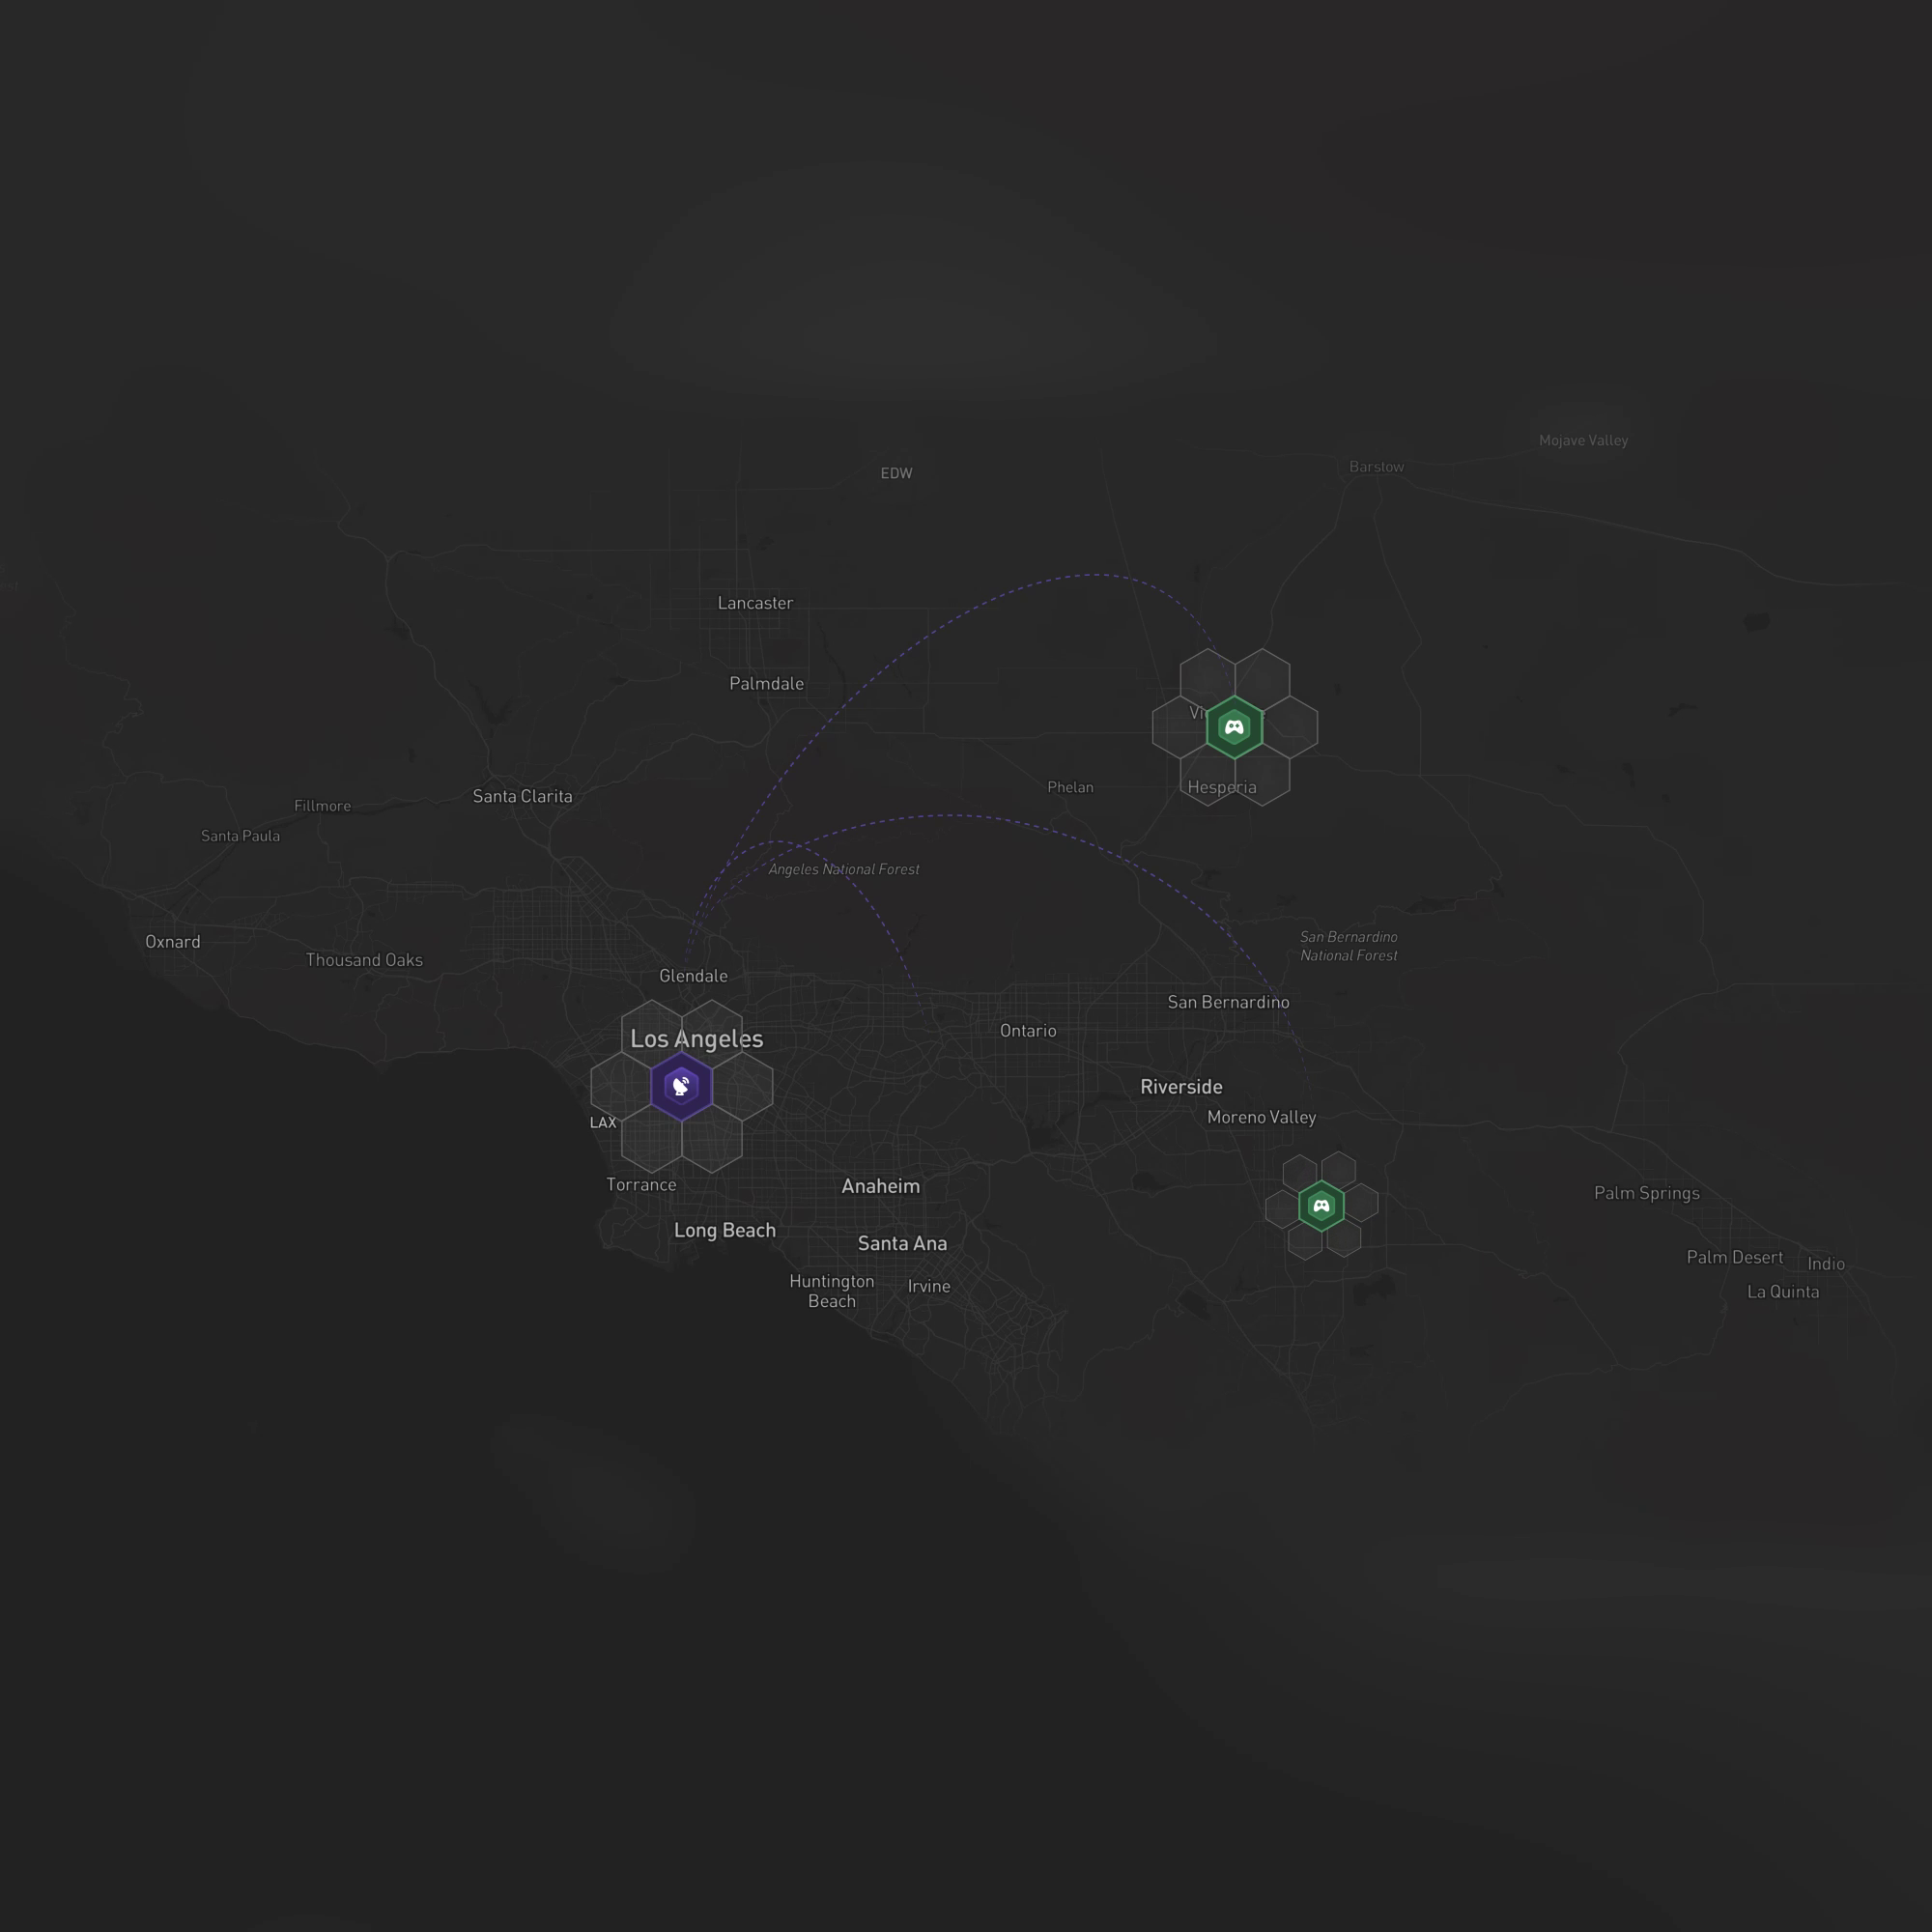 Mojave Valley
Barstow
EDW
Lancaster
Palmdale
Hesperia
Phelan
Santa Clarita
Fillmore
Santa Paula
Angeles National Forest
Oxnard
Thousand Oaks
Glendale
San Bernardino
National Forest
San Bernardino
Ontario
Los Angeles
Riverside
Moreno Valley
LAX
Torrance
Anaheim
Palm Springs
Long Beach
Santa Ana
Palm Desert
Indio
Huntington
Beach
Irvine
La Quinta